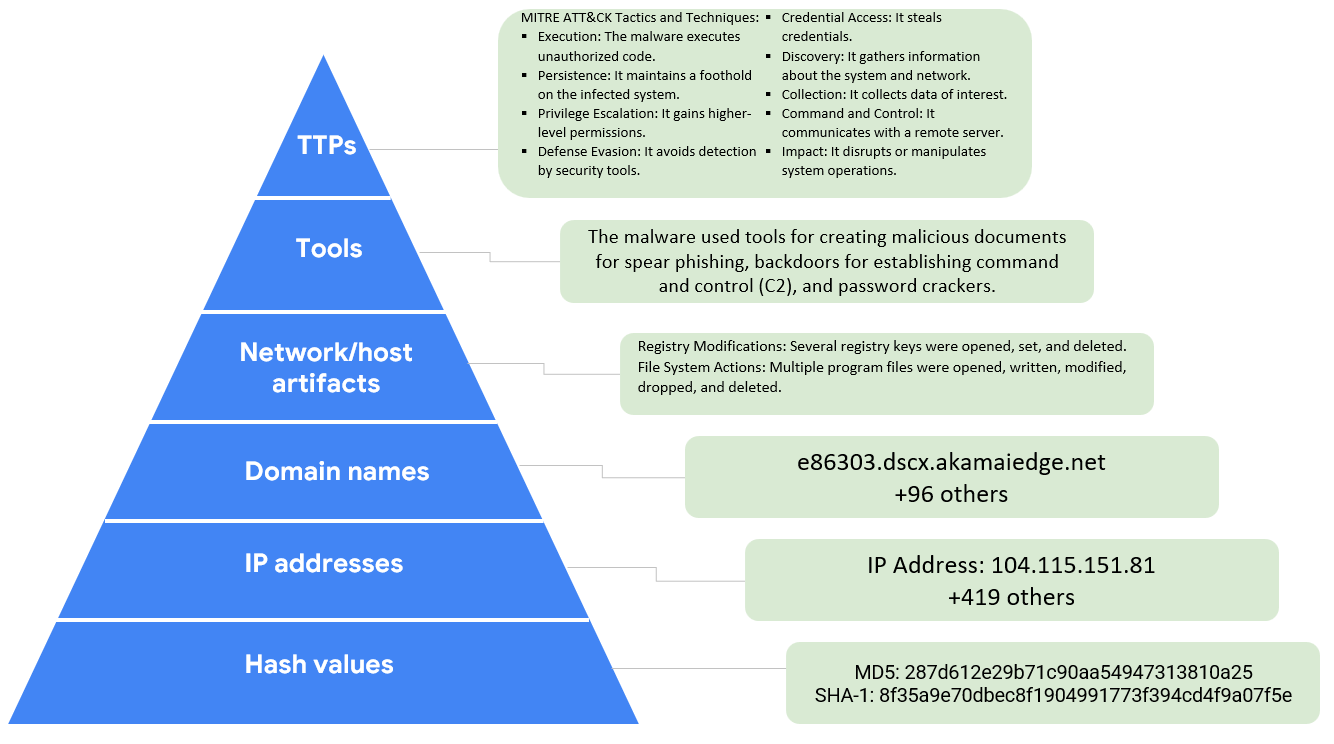 MITRE ATT&CK Tactics and Techniques:
▪ Execution: The malware executes
unauthorized code.
▪ Persistence: It maintains a foothold
on the infected system.
▪ Privilege Escalation: It gains higher-
level permissions.
▪ Defense Evasion: It avoids detection
by security tools.
▪ Credential Access: It steals
credentials.
▪ Discovery: It gathers information
about the system and network.
▪ Collection: It collects data of interest.
▪ Command and Control: It
communicates with a remote server.
▪ Impact: It disrupts or manipulates
system operations.
TTPs
Tools
The malware used tools for creating malicious documents
for spear phishing, backdoors for establishing command
and control (C2), and password crackers.
Network/host
artifacts
Registry Modifications: Several registry keys were opened, set, and deleted.
File System Actions: Multiple program files were opened, written, modified,
dropped, and deleted.
Domain names
e86303.dscx.akamaiedge.net
+96 others
IP addresses
IP Address: 104.115.151.81
+419 others
Hash values
MD5: 287d612e29b71c90aa54947313810a25
SHA-1: 8f35a9e70dbec8f1904991773f394cd4f9a07f5e